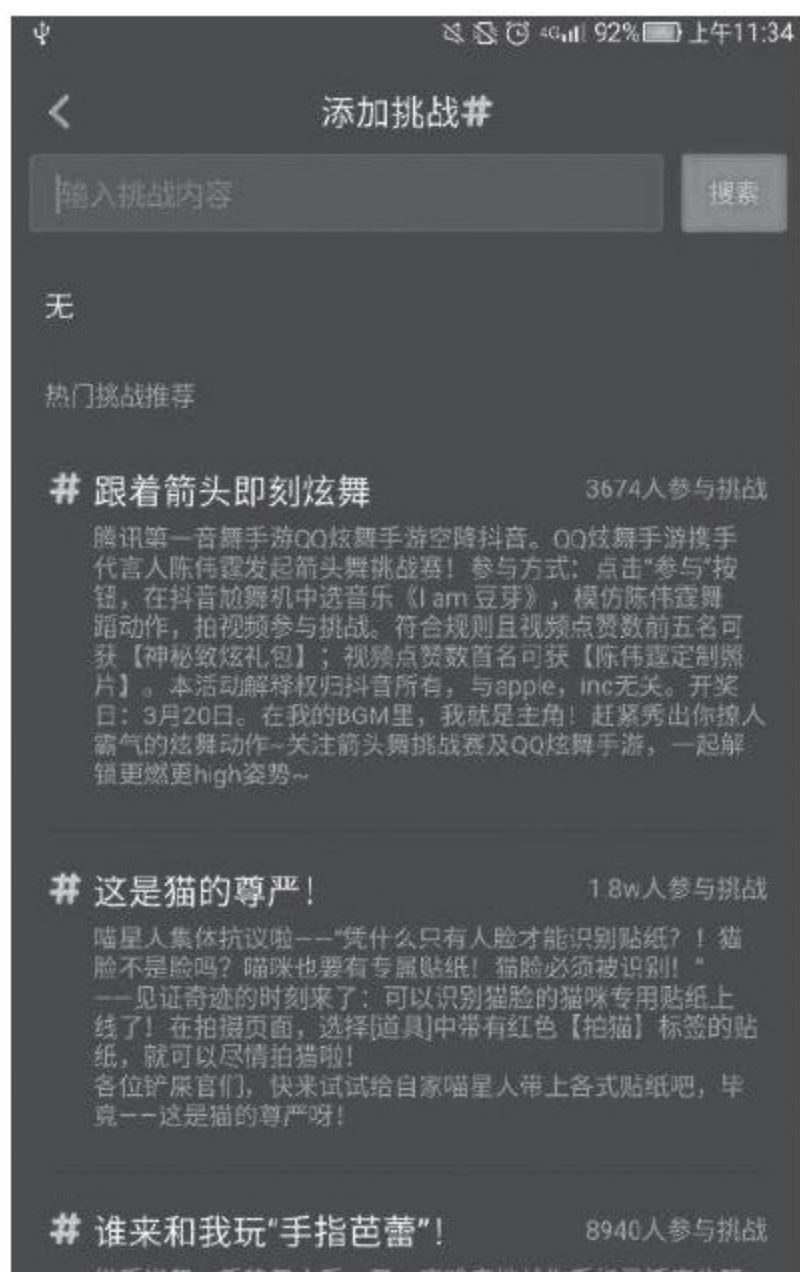 4G 92% 上午11:34
添加挑战#
输入挑战内容 搜索
无
热门挑战推荐
# 跟着箭头即刻炫舞 3674人参与挑战
腾讯第一音舞手游QQ炫舞手游空降抖音。QQ炫舞手游携手
代言人陈伟霆发起箭头舞挑战赛！参与方式：点击“参与”按
钮，在抖音尬舞机中选音乐《I am 豆芽》，模仿陈伟霆舞
蹈动作，拍视频参与挑战。符合规则且视频点赞数前五名可
获【神秘致炫礼包】；视频点赞数首名可获【陈伟霆定制照
片】。本活动解释权归抖音所有，与apple，inc无关。开奖
日：3月20日。在我的BGM里，我就是主角！赶紧秀出你撩人
霸气的炫舞动作~关注箭头舞挑战赛及QQ炫舞手游，一起解
锁更燃更high姿势~
# 这是猫的尊严！ 1.8w人参与挑战
喵星人集体抗议啦——“凭什么只有人脸才能识别贴纸？！猫
脸不是脸吗？喵咪也要有专属贴纸！猫脸必须被识别！”
——见证奇迹的时刻来了：可以识别猫脸的猫咪专用贴纸上
线了！在拍摄页面，选择[道具]中带有红色【拍猫】标签的贴
纸，就可以尽情拍猫啦！
各位铲屎官们，快来试试给自家喵星人带上各式贴纸吧，毕
竟——这是猫的尊严呀！
# 谁来和我玩“手指芭蕾”！ 8940人参与挑战